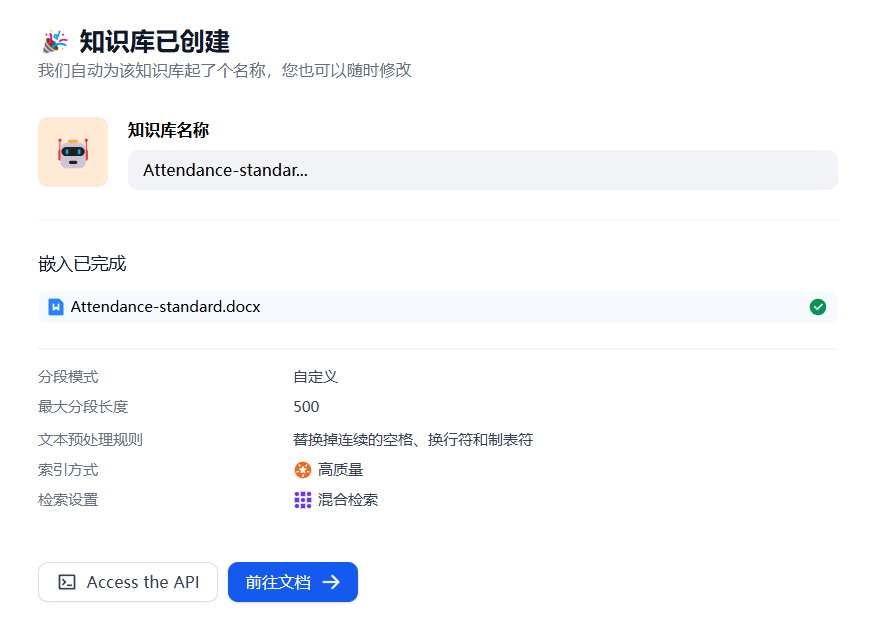 知识库已创建
我们自动为该知识库起了个名称，您也可以随时修改
知识库名称
Attendance-standar...
嵌入已完成
Attendance-standard.docx
分段模式 自定义
最大分段长度 500
文本预处理规则 替换掉连续的空格、换行符和制表符
索引方式 高质量
检索设置 混合检索
Access the API 前往文档